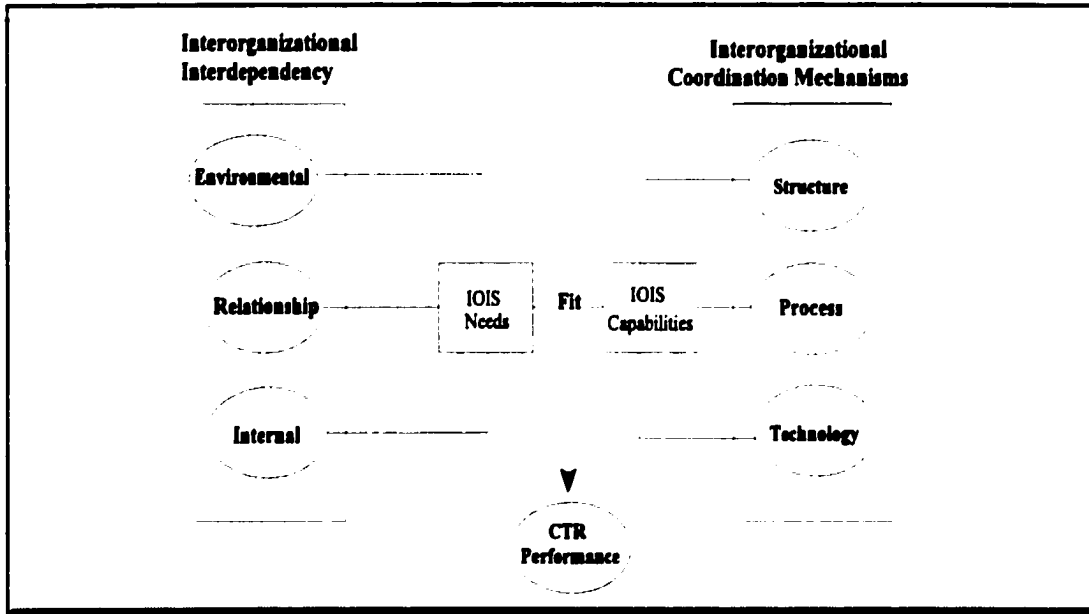 Interorganizational
Interdependency
Interorganizational
Coordination Mechanisms
Environmental
Structure
Relationship
IOIS
Needs
Fit
IOIS
Capabilities
Process
Internal
Technology
CTR
Performance